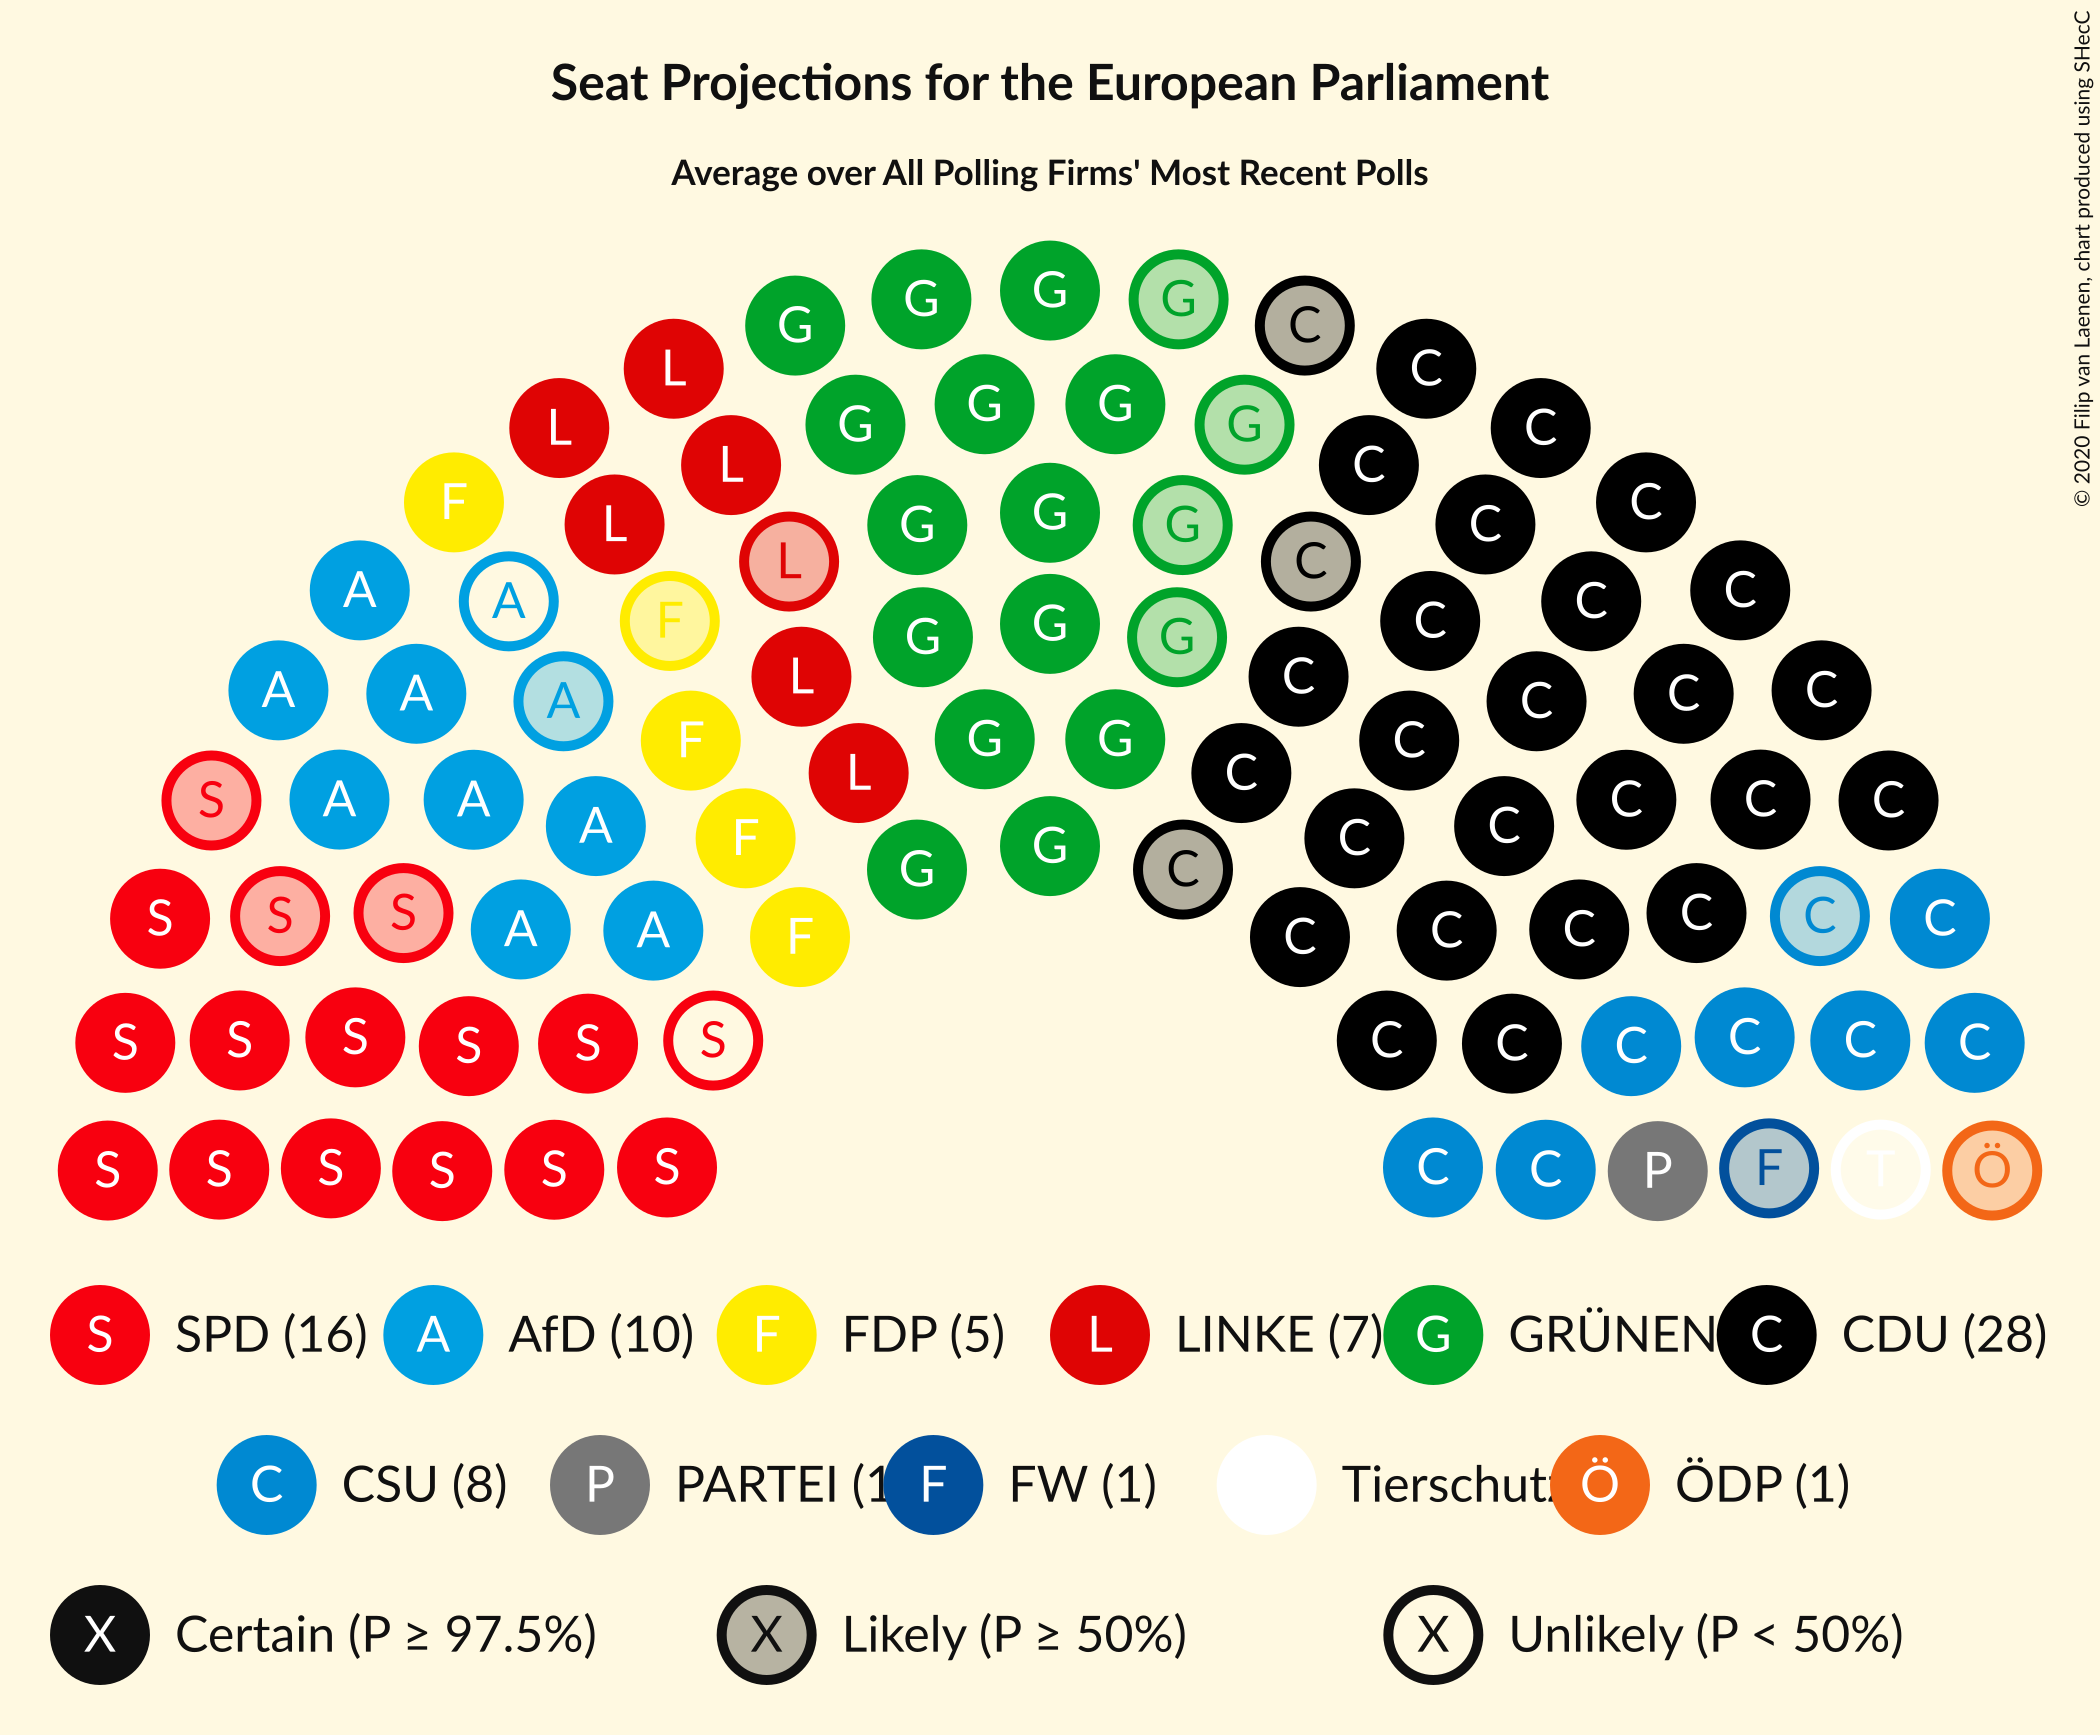 Seat Projections for the European Parliament
Average over All Polling Firms' Most Recent Polls
© 2020 Filip van Laenen, chart produced using SHecC
G G G G C
L C
L G G G G C
L C
F L G G G C C
A A L C C C
F G G G C
A A A L C C C C
F G G C
S A A L C C C C
A F G C C
S S S A A F G C C C C C C C
S S S S S S C C C C C C
S S S S S S C C P F T Ö
S SPD (16) A AfD (10) F FDP (5) L LINKE (7) G GRÜNEN C CDU (28)
C CSU (8) P PARTEI (1 F FW (1) Tierschutz Ö ÖDP (1)
X Certain (P ≥ 97.5%) X Likely (P ≥ 50%) X Unlikely (P < 50%)